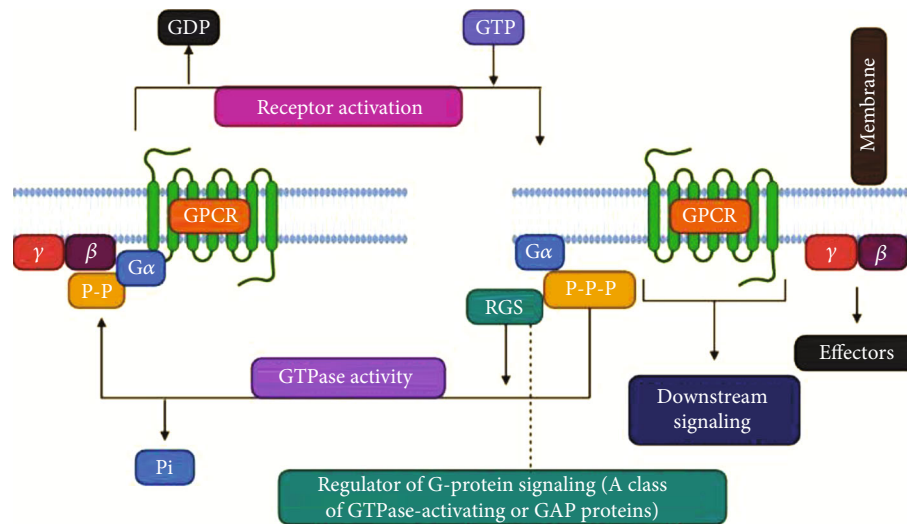 GDP
GTP
Receptor activation
Membrane
GPCR
GPCR
γ
β
Gα
P-P
Gα
P-P-P
RGS
γ
β
Effectors
GTPase activity
Downstream
signaling
Pi
Regulator of G-protein signaling (A class
of GTPase-activating or GAP proteins)